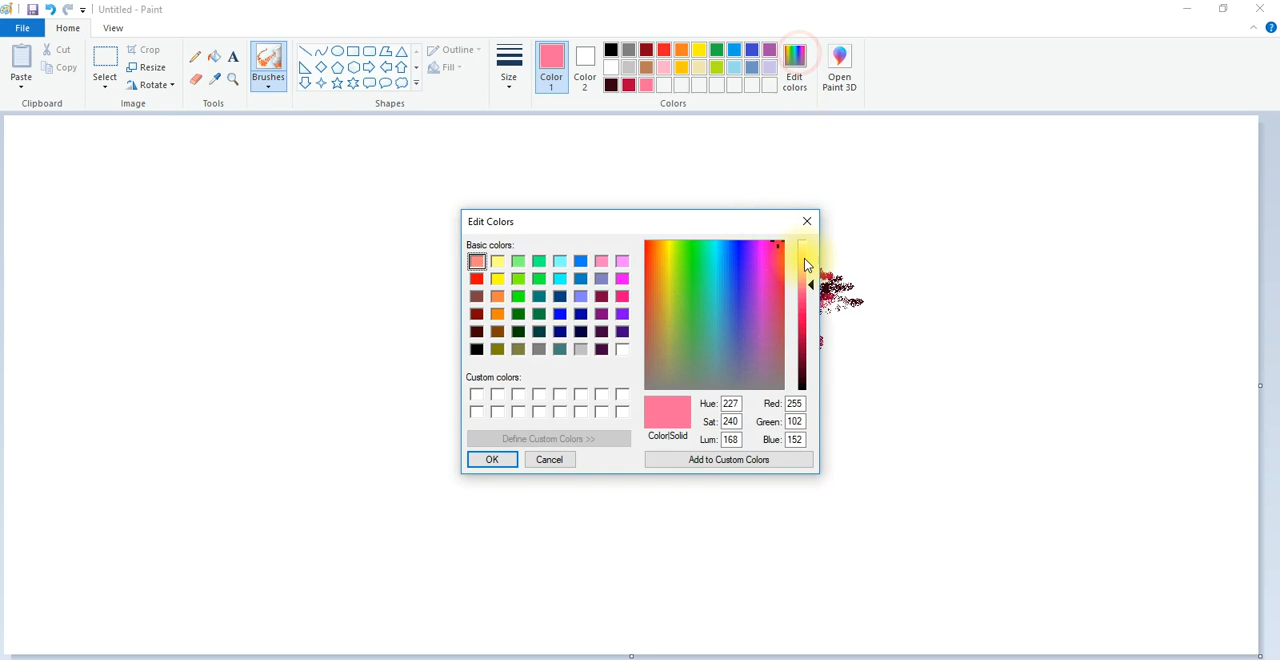 Untitled - Paint
File
Home
View
Paste
Cut
Copy
Clipboard
Select
Crop
Resize
Rotate
Image
A
Tools
Brushes
Outline
Fill
Shapes
Size
Color 1
Color 2
Colors
Edit colors
Open Paint 3D
Edit Colors
Basic colors:
Custom colors:
Define Custom Colors >>
OK
Cancel
Color|Solid
Hue: 227
Sat: 240
Lum: 168
Red: 255
Green: 102
Blue: 152
Add to Custom Colors